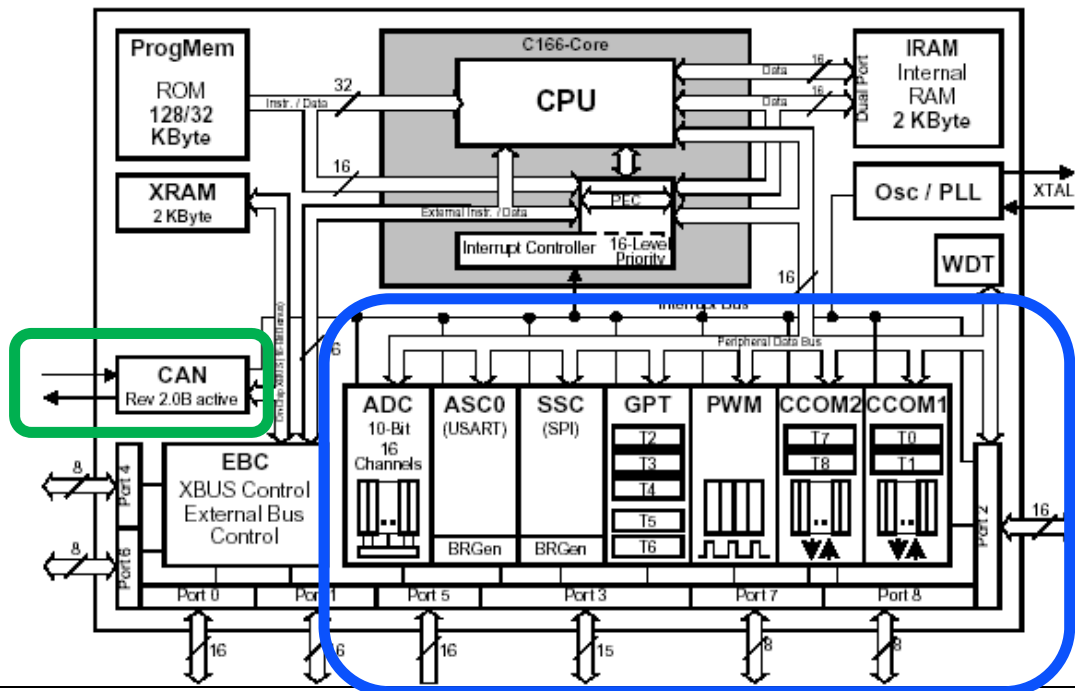 C166-Core
ProgMem
ROM
128/32
KByte
Instr. / Data
32
CPU
Data
16
Data
16
Dual Port
IRAM
Internal
RAM
2 KByte
XRAM
2 KByte
16
External Instr. / Data
PEC
Interrupt Controller
16-Level
Priority
Osc / PLL
XTAL
WDT
16
Interrupt Bus
Peripheral Data Bus
CAN
Rev 2.0B active
6
ADC
10-Bit
16
Channels
ASC0
(USART)
BRGen
SSC
(SPI)
BRGen
GPT
T2
T3
T4
T5
T6
PWM
CCOM2
T7
T8
CCOM1
T0
T1
EBC
XBUS Control
External Bus
Control
8
Port 4
8
Port 6
Port 2
16
Port 0
Port 1
Port 5
Port 3
Port 7
Port 8
16
6
16
15
8
8